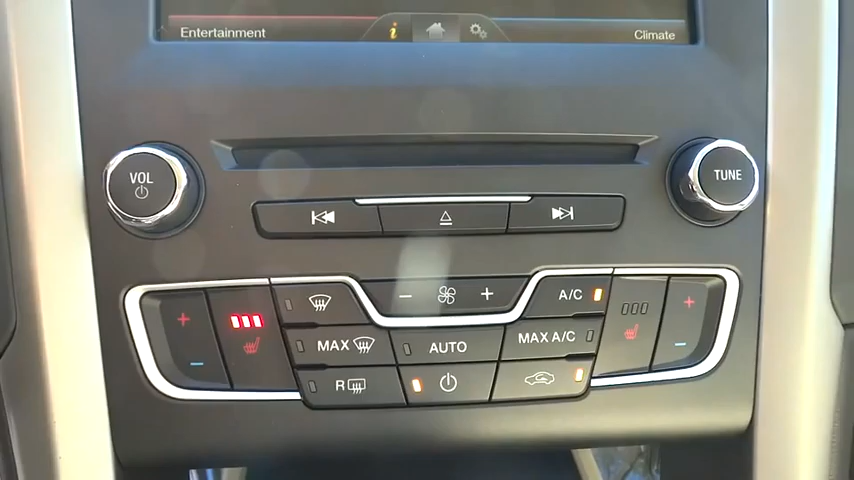 Entertainment
i
Climate
VOL
TUNE
A/C
MAX
MAX A/C
AUTO
R